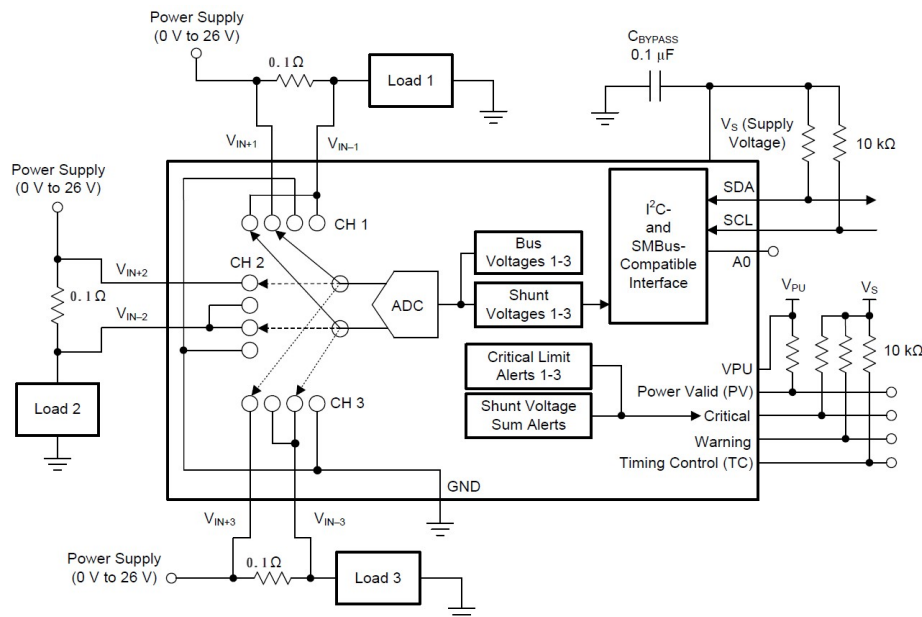 Power Supply
(0 V to 26 V)
0.1Ω
Load 1
CBYPASS
0.1 µF
VIN+1
VIN–1
VS (Supply
Voltage)
10 kΩ
Power Supply
(0 V to 26 V)
SDA
SCL
A0
I²C-
and
SMBus-
Compatible
Interface
CH 1
VIN+2
CH 2
0.1Ω
VIN–2
ADC
Bus
Voltages 1-3
Shunt
Voltages 1-3
VPU
VS
10 kΩ
Load 2
Critical Limit
Alerts 1-3
Shunt Voltage
Sum Alerts
CH 3
VPU
Power Valid (PV)
Critical
Warning
Timing Control (TC)
GND
VIN+3
VIN–3
Power Supply
(0 V to 26 V)
0.1Ω
Load 3